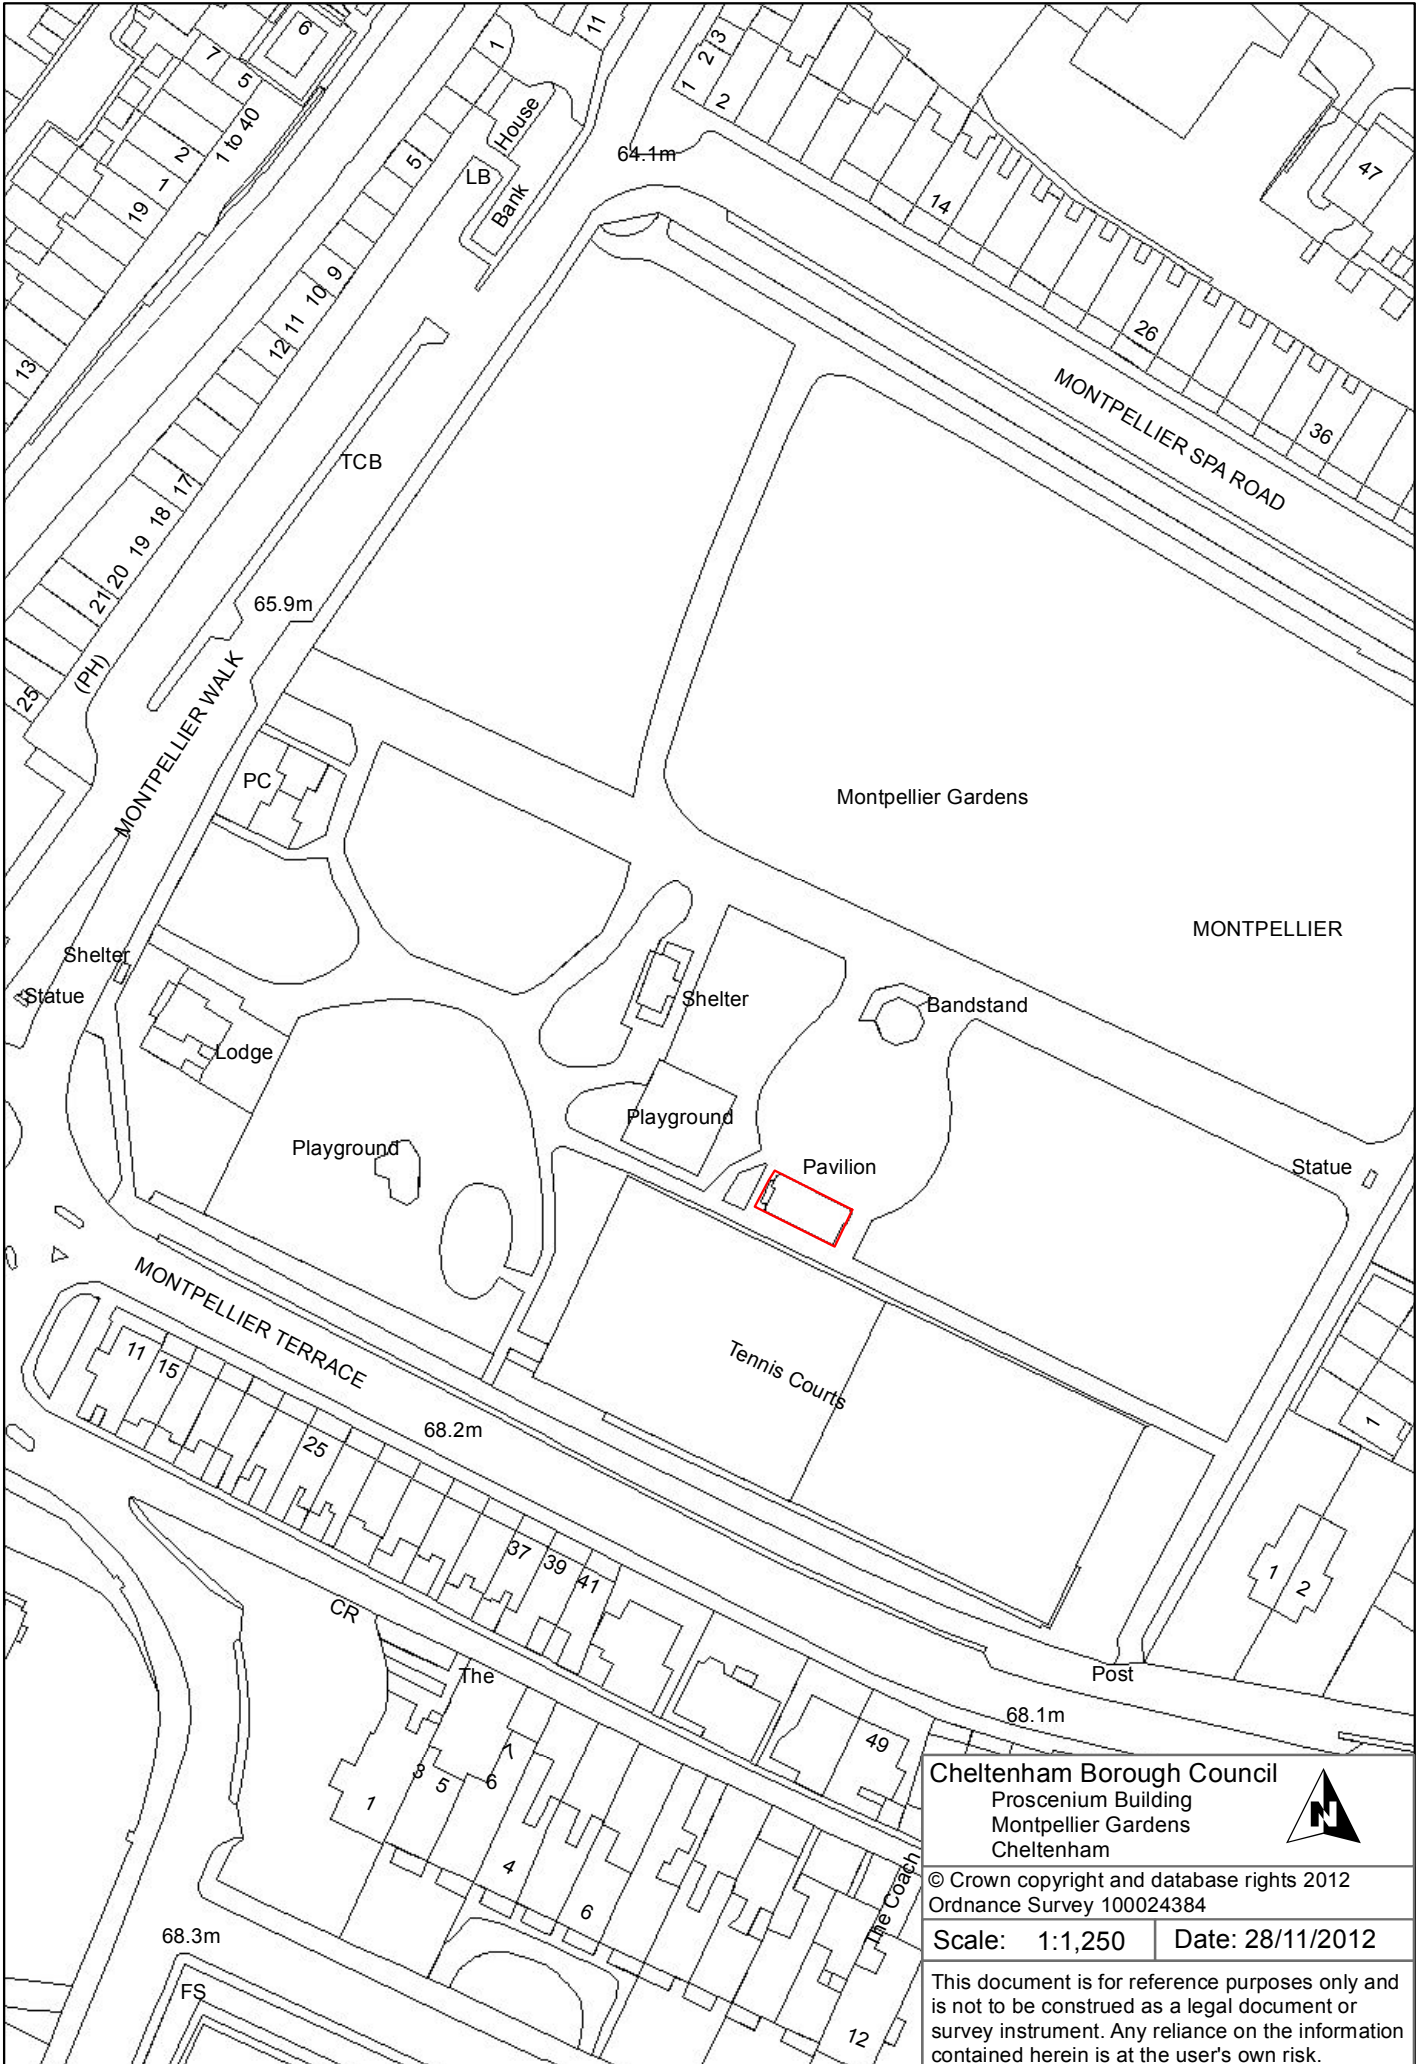 6
7
5
1 to 40
2
1
19
13
1
11
House
5
LB
Bank
9
10
11
12
17
18
19
20
21
(PH)
25
1
2
3
2
64.1m
14
47
26
36
MONTPELLIER SPA ROAD
TCB
65.9m
MONTPELLIER WALK
PC
Montpellier Gardens
MONTPELLIER
Shelter
Statue
Lodge
Shelter
Bandstand
Playground
Playground
Pavilion
Statue
MONTPELLIER TERRACE
11
15
25
68.2m
Tennis Courts
1
37
39
41
1
2
CR
The
Post
68.1m
49
1
3
5
6
7
4
6
The Coach
12
68.3m
FS
Cheltenham Borough Council
Proscenium Building
Montpellier Gardens
Cheltenham
N
© Crown copyright and database rights 2012
Ordnance Survey 100024384
Scale: 1:1,250
Date: 28/11/2012
This document is for reference purposes only and
is not to be construed as a legal document or
survey instrument. Any reliance on the information
contained herein is at the user's own risk.